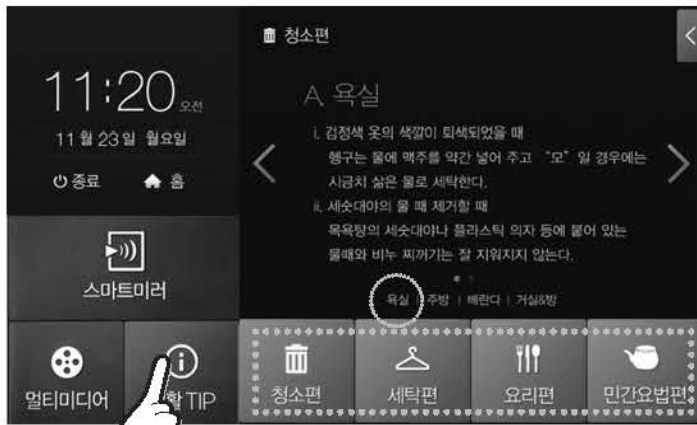 11:20 오전
11월 23일 월요일
종료 홈
스마트미러
멀티미디어
활 TIP
청소편
A. 욕실
i. 검정색 옷의 색깔이 퇴색되었을 때
헹구는 물에 맥주를 약간 넣어 주고 “모” 일 경우에는
시금치 삶은 물로 세탁한다.
ii. 세숫대야의 물 때 제거할 때
목욕탕의 세숫대야나 플라스틱 의자 등에 붙어 있는
물때와 비누 찌꺼기는 잘 지워지지 않는다.
욕실 | 주방 | 베란다 | 거실&방
청소편
세탁편
요리편
민간요법편